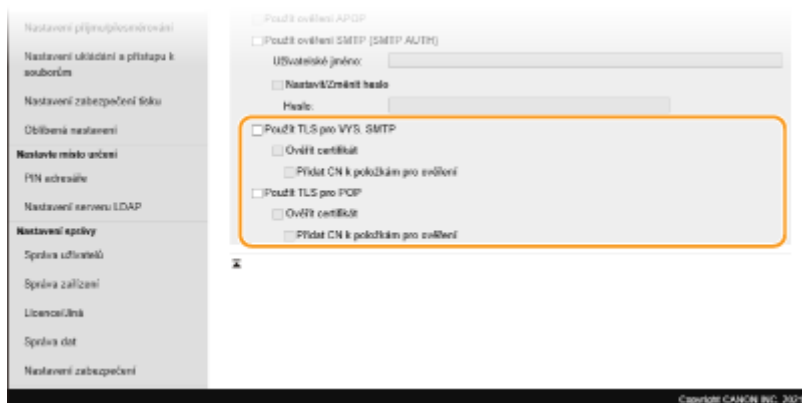 Nastavení příjmu/přesměrování
Nastavení ukládání a přístupu k
souborům
Nastavení zabezpečení tisku
Oblíbená nastavení
Nastavte místo určení
PIN adresáře
Nastavení serveru LDAP
Nastavení správy
Správa uživatelů
Správa zařízení
Licence/Jiná
Správa dat
Nastavení zabezpečení
Použít ověření APOP
Použít ověření SMTP (SMTP AUTH)
Uživatelské jméno:
Nastavit/Změnit heslo
Heslo:
Použít TLS pro VYS. SMTP
Ověřit certifikát
Přidat CN k položkám pro ověření
Použít TLS pro POP
Ověřit certifikát
Přidat CN k položkám pro ověření
Copyright CANON INC. 2021